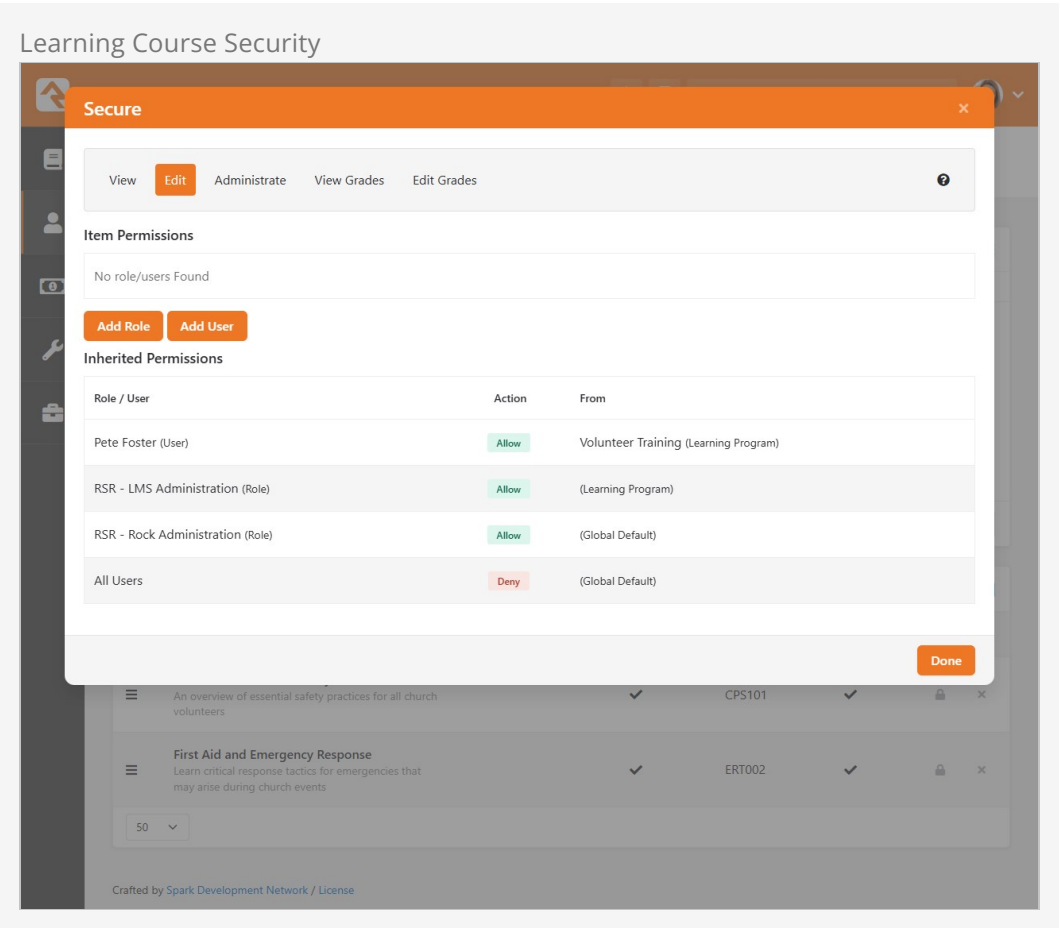 Learning Course Security
Secure ×
View Edit Administrate View Grades Edit Grades
Item Permissions
No role/users Found
Add Role Add User
Inherited Permissions
Role / User Action From
Pete Foster (User) Allow Volunteer Training (Learning Program)
RSR - LMS Administration (Role) Allow (Learning Program)
RSR - Rock Administration (Role) Allow (Global Default)
All Users Deny (Global Default)
Done
An overview of essential safety practices for all church CPS101
volunteers
First Aid and Emergency Response
Learn critical response tactics for emergencies that ERT002
may arise during church events
50
Crafted by Spark Development Network / License